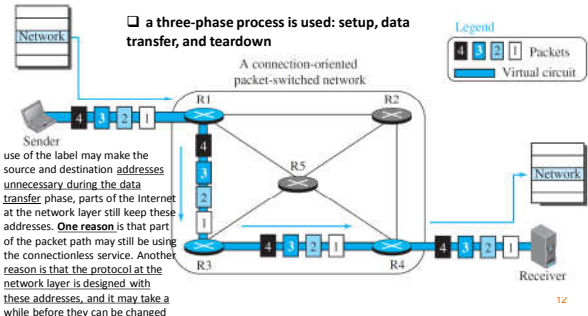 ❑ a three-phase process is used: setup, data
transfer, and teardown
Network
Legend
4 3 2 1 Packets
Virtual circuit
A connection-oriented
packet-switched network
R1
R2
4 3 2 1
Sender
4
3
2
1
R5
Network
use of the label may make the
source and destination addresses
unnecessary during the data
transfer phase, parts of the Internet
at the network layer still keep these
addresses. One reason is that part
of the packet path may still be using
the connectionless service. Another
reason is that the protocol at the
network layer is designed with
these addresses, and it may take a
while before they can be changed
4 3 2 1
4 3 2 1
R3
R4
Receiver
12